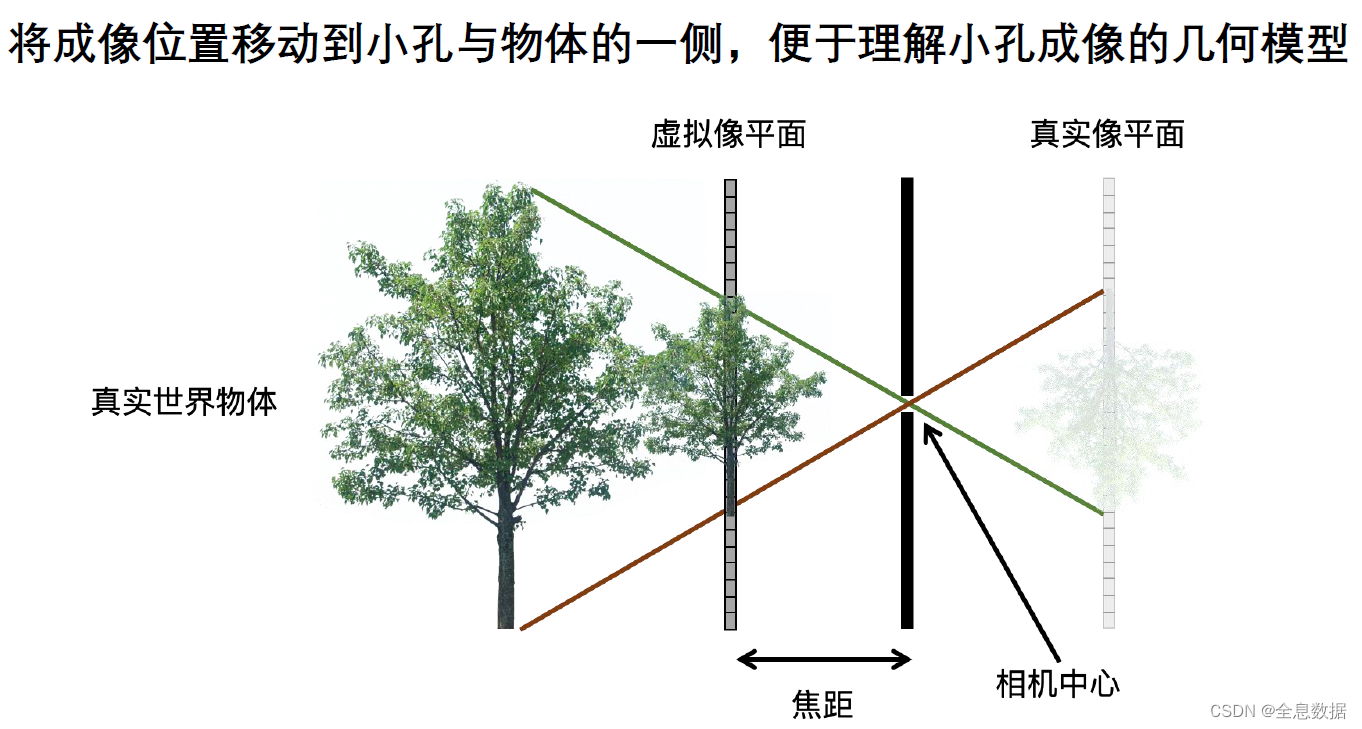 将成像位置移动到小孔与物体的一侧，便于理解小孔成像的几何模型
虚拟像平面
真实像平面
真实世界物体
相机中心
焦距
CSDN @全息数据